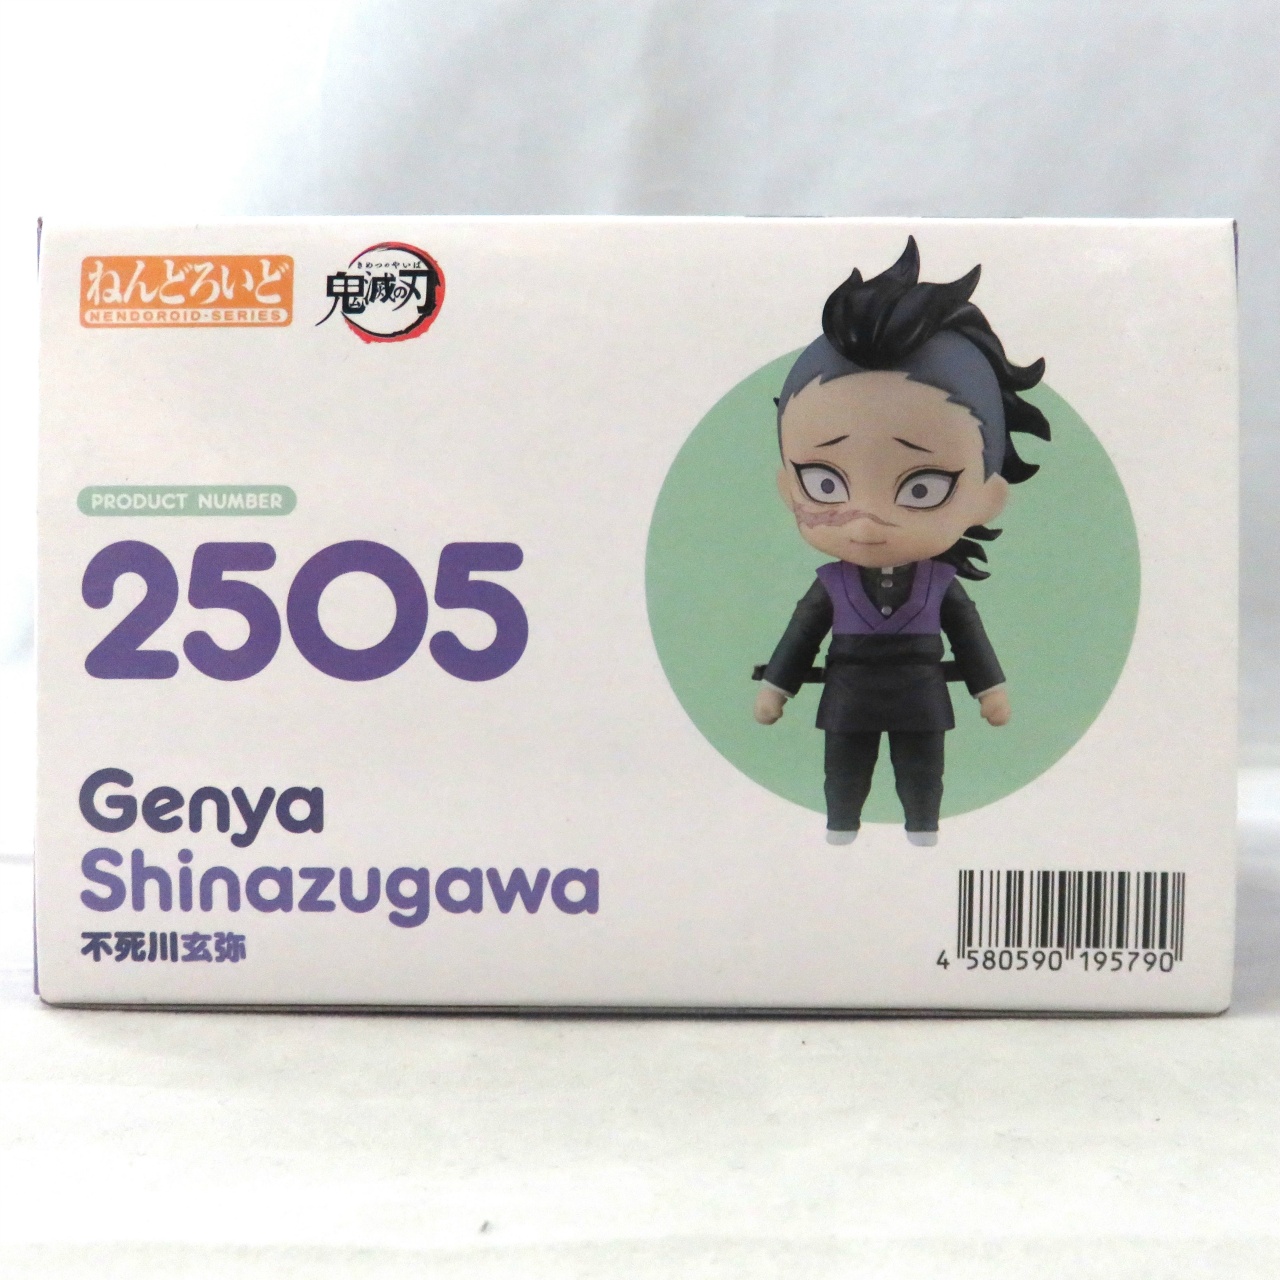 ねんどろいど
NENDOROID-SERIES
きめつのやいば
鬼滅の刃
PRODUCT NUMBER
2505
Genya
Shinazugawa
不死川玄弥
4 580590 195790